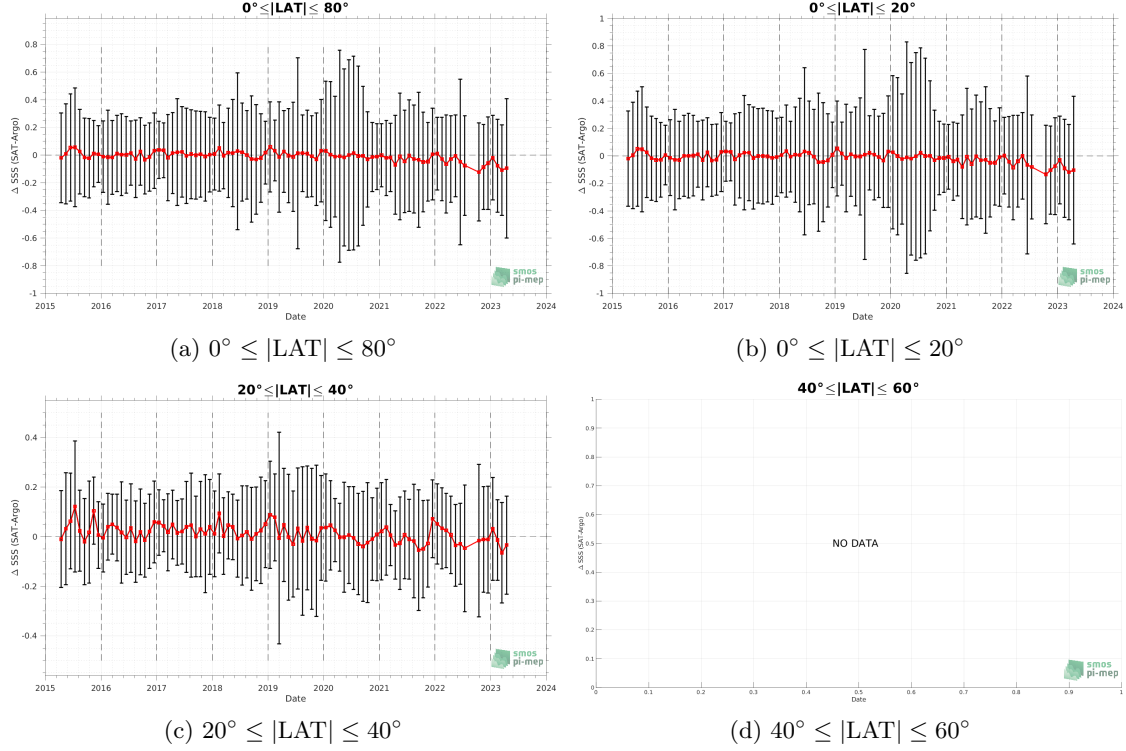 0°≤|LAT|≤ 80°
0.8
0.6
0.4
0.2
0
-0.2
-0.4
-0.6
-0.8
-1
Δ SSS (SAT-Argo)
2015 2016 2017 2018 2019 2020 2021 2022 2023 2024
Date
smos
pi-mep
(a) 0° ≤ |LAT| ≤ 80°
0°≤|LAT|≤ 20°
1
0.8
0.6
0.4
0.2
0
-0.2
-0.4
-0.6
-0.8
-1
Δ SSS (SAT-Argo)
2015 2016 2017 2018 2019 2020 2021 2022 2023 2024
Date
smos
pi-mep
(b) 0° ≤ |LAT| ≤ 20°
20°≤|LAT|≤ 40°
0.4
0.2
0
-0.2
-0.4
Δ SSS (SAT-Argo)
2015 2016 2017 2018 2019 2020 2021 2022 2023 2024
Date
smos
pi-mep
(c) 20° ≤ |LAT| ≤ 40°
40°≤|LAT|≤ 60°
1
0.9
0.8
0.7
0.6
0.5
0.4
0.3
0.2
0.1
0
Δ SSS (SAT-Argo)
NO DATA
0 0.1 0.2 0.3 0.4 0.5 0.6 0.7 0.8 0.9 1
Date
smos
pi-mep
(d) 40° ≤ |LAT| ≤ 60°